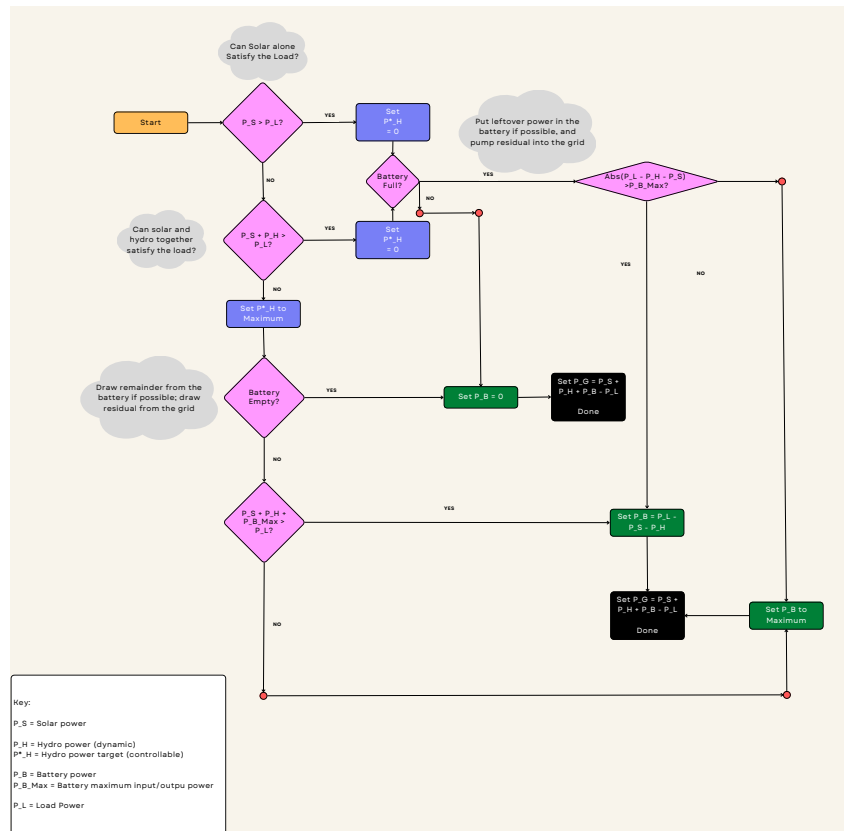 Can Solar alone
Satisfy the Load?
Start
P_S > P_L?
YES
Set
P*_H
= 0
Put leftover power in the
battery if possible, and
pump residual into the grid
NO
Battery
Full?
YES
NO
Abs(P_L - P_H - P_S)
>P_B_Max?
YES
NO
Can solar and
hydro together
satisfy the load?
P_S + P_H >
P_L?
YES
Set
P*_H
= 0
NO
Set P*_H to
Maximum
Draw remainder from the
battery if possible; draw
residual from the grid
Battery
Empty?
YES
Set P_B = 0
Set P_G = P_S +
P_H + P_B - P_L
Done
NO
P_S + P_H +
P_B_Max >
P_L?
YES
Set P_B = P_L -
P_S - P_H
NO
Set P_G = P_S +
P_H + P_B - P_L
Done
Set P_B to
Maximum
Key:
P_S = Solar power
P_H = Hydro power (dynamic)
P*_H = Hydro power target (controllable)
P_B = Battery power
P_B_Max = Battery maximum input/outpu power
P_L = Load Power